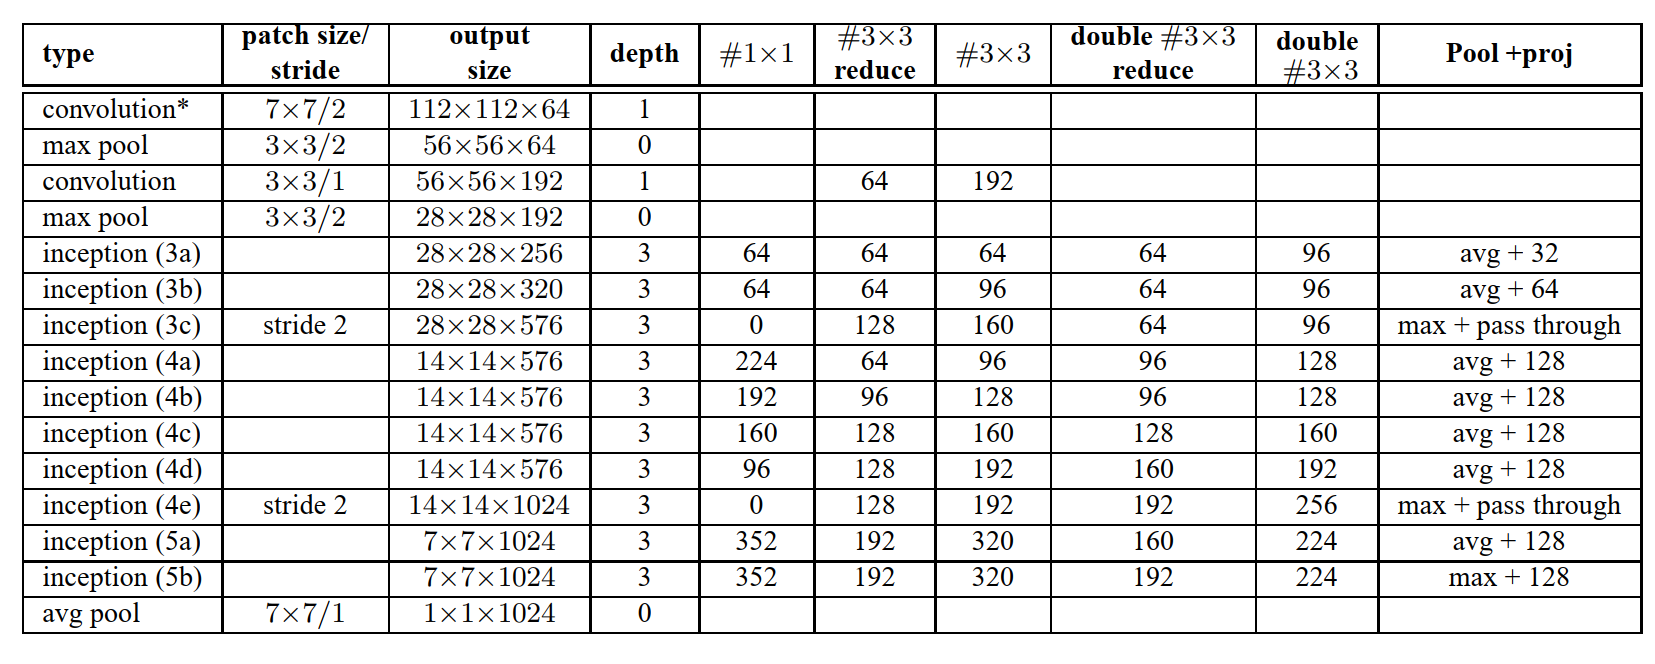 type patch size/ stride output size depth #1×1 #3×3 reduce #3×3 double #3×3 reduce double #3×3 Pool +proj
convolution* 7×7/2 112×112×64 1
max pool 3×3/2 56×56×64 0
convolution 3×3/1 56×56×192 1 64 192
max pool 3×3/2 28×28×192 0
inception (3a) 28×28×256 3 64 64 64 64 96 avg + 32
inception (3b) 28×28×320 3 64 64 96 64 96 avg + 64
inception (3c) stride 2 28×28×576 3 0 128 160 64 96 max + pass through
inception (4a) 14×14×576 3 224 64 96 96 128 avg + 128
inception (4b) 14×14×576 3 192 96 128 96 128 avg + 128
inception (4c) 14×14×576 3 160 128 160 128 160 avg + 128
inception (4d) 14×14×576 3 96 128 192 160 192 avg + 128
inception (4e) stride 2 14×14×1024 3 0 128 192 192 256 max + pass through
inception (5a) 7×7×1024 3 352 192 320 160 224 avg + 128
inception (5b) 7×7×1024 3 352 192 320 192 224 max + 128
avg pool 7×7/1 1×1×1024 0